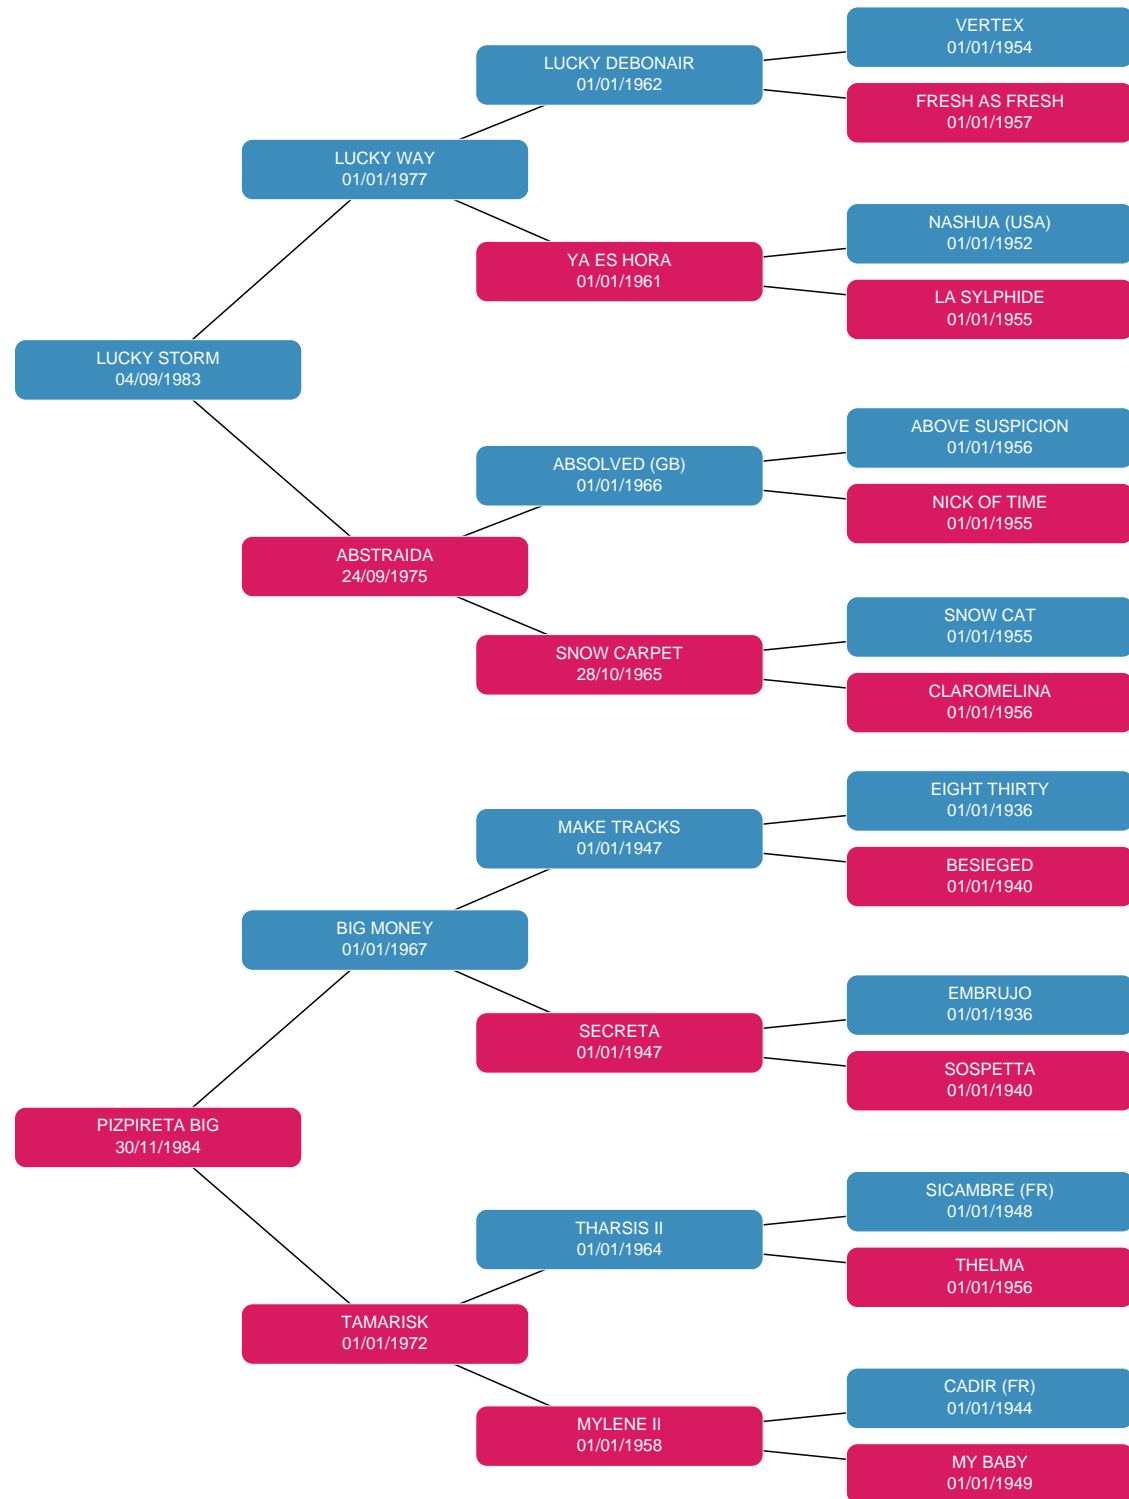 VERTEX
01/01/1954
LUCKY DEBONAIR
01/01/1962
FRESH AS FRESH
01/01/1957
LUCKY WAY
01/01/1977
NASHUA (USA)
01/01/1952
YA ES HORA
01/01/1961
LA SYLPHIDE
01/01/1955
LUCKY STORM
04/09/1983
ABOVE SUSPICION
01/01/1956
ABSOLVED (GB)
01/01/1966
NICK OF TIME
01/01/1955
ABSTRAIDA
24/09/1975
SNOW CAT
01/01/1955
SNOW CARPET
28/10/1965
CLAROMELINA
01/01/1956
EIGHT THIRTY
01/01/1936
MAKE TRACKS
01/01/1947
BESIEGED
01/01/1940
BIG MONEY
01/01/1967
EMBRUJO
01/01/1936
SECRETA
01/01/1947
SOSPETTA
01/01/1940
PIZPIRETA BIG
30/11/1984
SICAMBRE (FR)
01/01/1948
THARSIS II
01/01/1964
THELMA
01/01/1956
TAMARISK
01/01/1972
CADIR (FR)
01/01/1944
MYLENE II
01/01/1958
MY BABY
01/01/1949